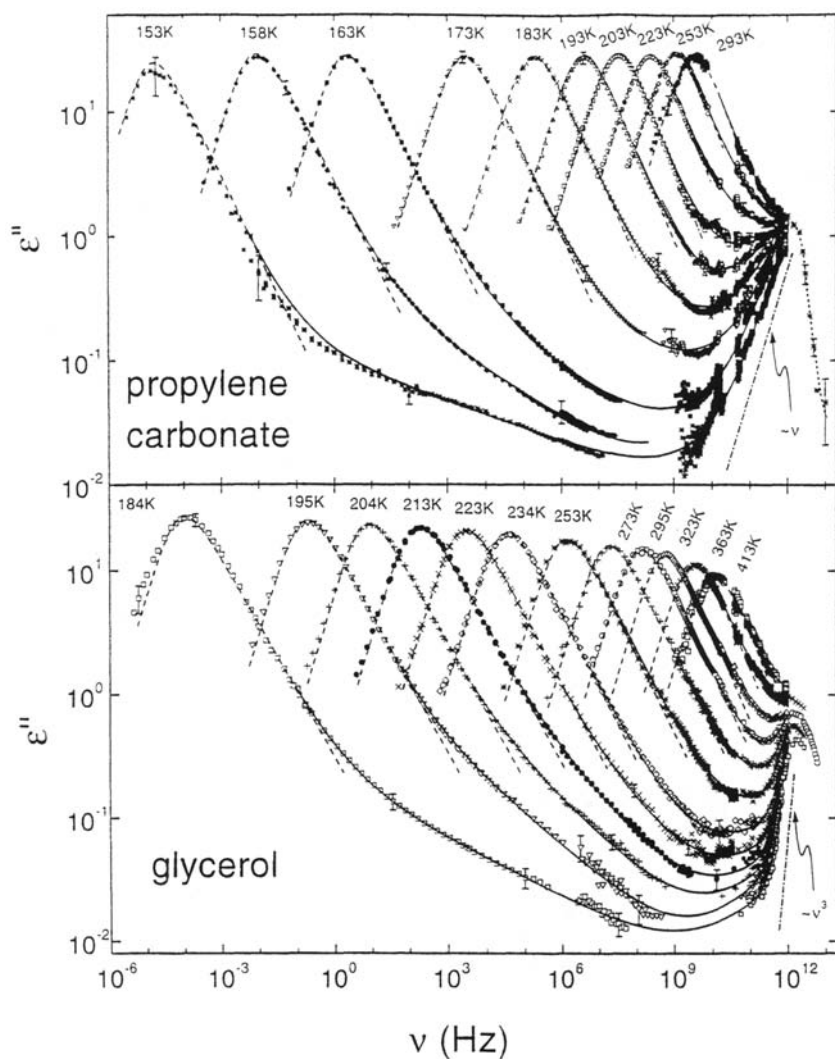 153K 158K 163K 173K 183K 193K 203K 223K 253K 293K
10¹
10⁰
10⁻¹
10⁻²
ε"
propylene
carbonate
~ν
184K 195K 204K 213K 223K 234K 253K 273K 295K 323K 363K 413K
10¹
10⁰
10⁻¹
10⁻²
ε"
glycerol
~ν³
10⁻⁶ 10⁻³ 10⁰ 10³ 10⁶ 10⁹ 10¹²
ν (Hz)